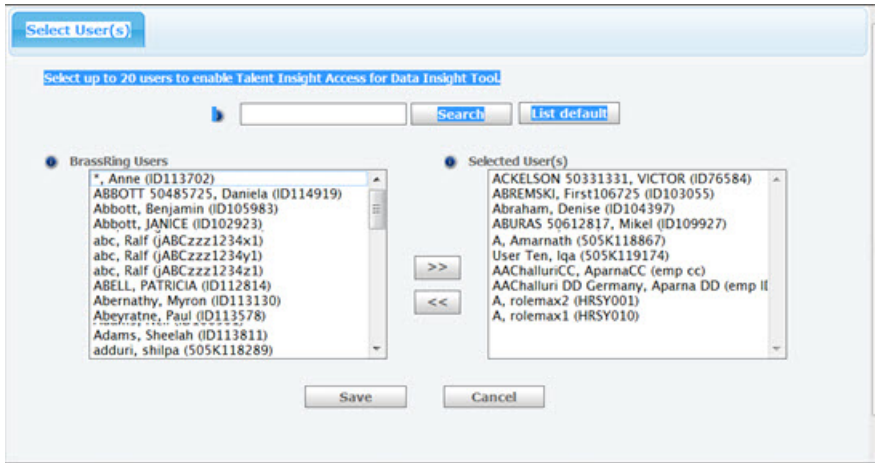 Select User(s)
Select up to 20 users to enable Talent Insight Access for Data Insight Tool.
Search
List default
BrassRing Users
*, Anne (ID113702)
ABBOTT 50485725, Daniela (ID114919)
Abbott, Benjamin (ID105983)
Abbott, JANICE (ID102923)
abc, Ralf (jABCzzz1234x1)
abc, Ralf (jABCzzz1234y1)
abc, Ralf (jABCzzz1234z1)
ABELL, PATRICIA (ID112814)
Abernathy, Myron (ID113130)
Abeyratne, Paul (ID113578)
Adams, Sheelah (ID113811)
adduri, shilpa (505K118289)
>>
<<
Selected User(s)
ACKELSON 50331331, VICTOR (ID76584)
ABREMSKI, First106725 (ID103055)
Abraham, Denise (ID104397)
ABURAS 50612817, Mikel (ID109927)
A, Amarnath (505K118867)
User Ten, Iqa (505K119174)
AAChalluriCC, AparnaCC (emp cc)
AAChalluri DD Germany, Aparna DD (emp
A, rolemax2 (HRSY001)
A, rolemax1 (HRSY010)
Save
Cancel